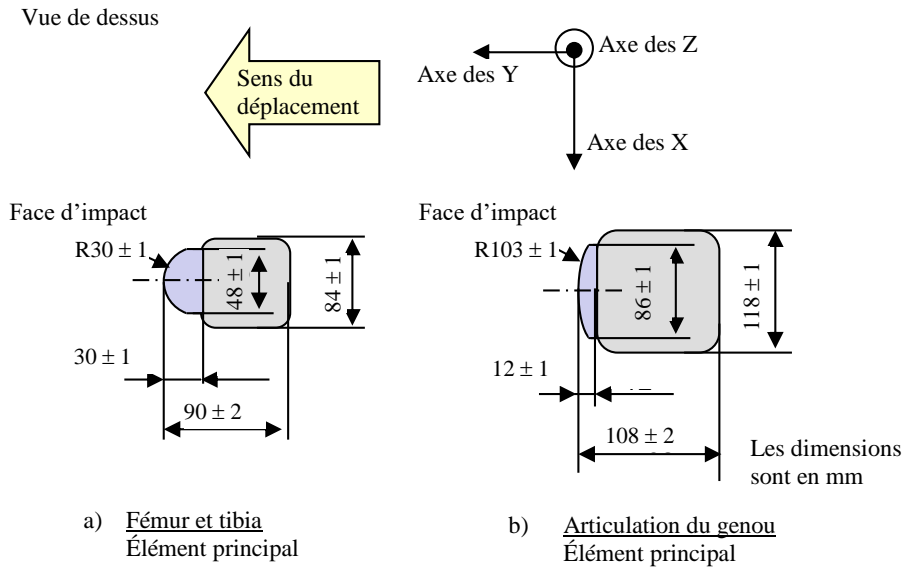 Vue de dessus
Axe des Z
Axe des Y
Sens du
déplacement
Axe des X
Face d'impact
R30 ± 1
48 ± 1
84 ± 1
30 ± 1
90 ± 2
Face d'impact
R103 ± 1
86 ± 1
118 ± 1
12 ± 1
108 ± 2
Les dimensions
sont en mm
a) Fémur et tibia
Élément principal
b) Articulation du genou
Élément principal